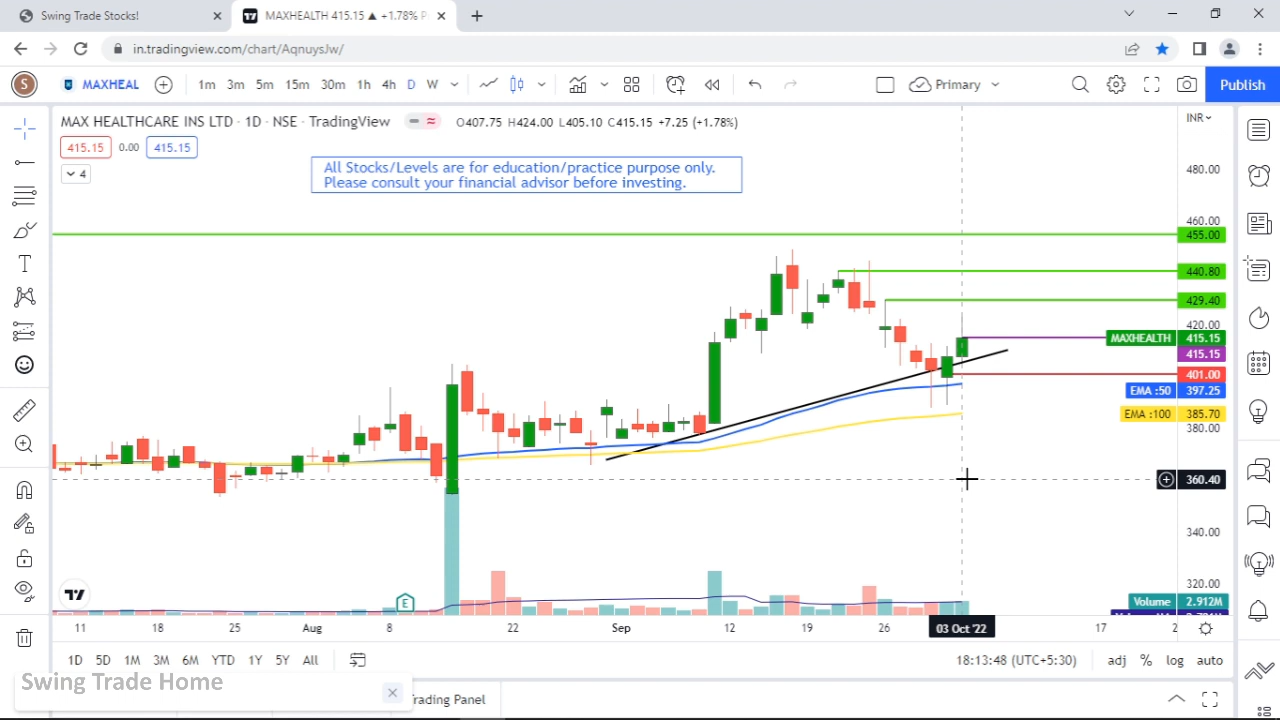 Swing Trade Stocks!
MAXHEALTH 415.15 ▲ +1.78% P
in.tradingview.com/chart/AqnuysJw/
S
MAXHEAL
1m 3m 5m 15m 30m 1h 4h D W
Primary
Publish
MAX HEALTHCARE INS LTD · 1D · NSE · TradingView
O407.75 H424.00 L405.10 C415.15 +7.25 (+1.78%)
INR
415.15 0.00 415.15
4
All Stocks/Levels are for education/practice purpose only.
Please consult your financial advisor before investing.
480.00
460.00
455.00
440.80
429.40
420.00
MAXHEALTH 415.15
415.15
401.00
EMA :50 397.25
EMA :100 385.70
380.00
360.40
340.00
320.00
E
Volume 2.912M
11 18 25 Aug 8 22 Sep 12 19 26 03 Oct '22 17 2
1D 5D 1M 3M 6M YTD 1Y 5Y All
18:13:48 (UTC+5:30) adj % log auto
Swing Trade Home
Trading Panel